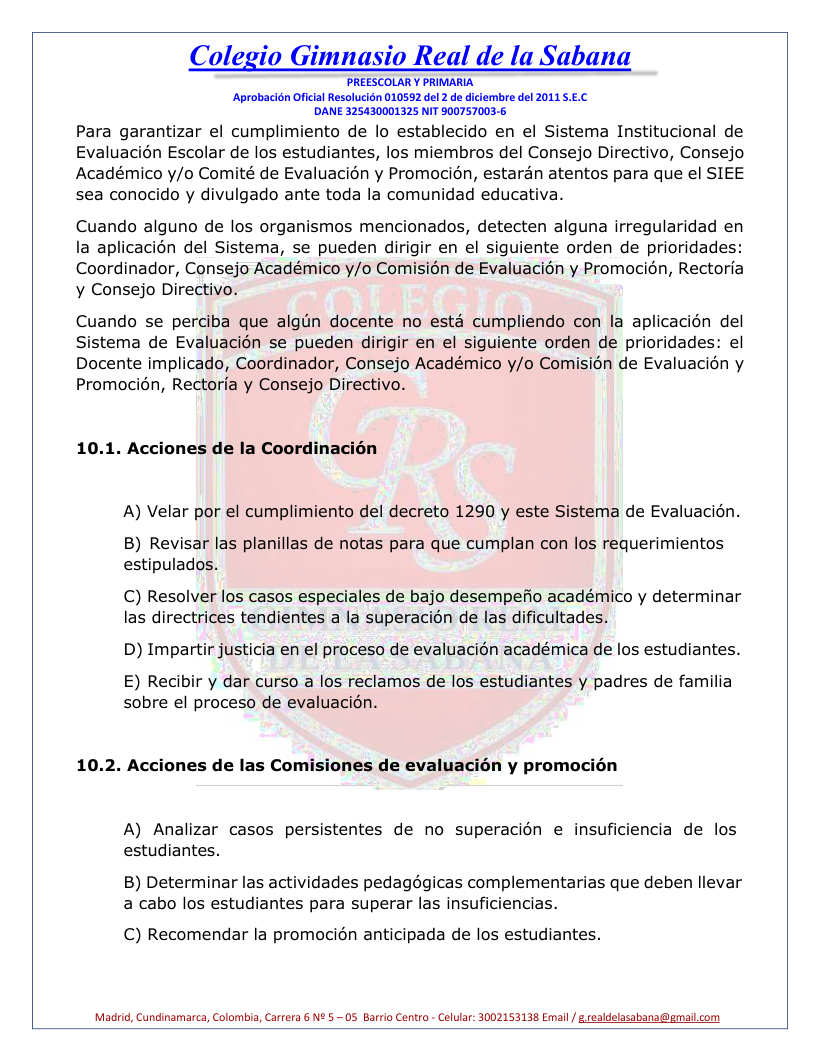 Colegio Gimnasio Real de la Sabana
PREESCOLAR Y PRIMARIA
Aprobación Oficial Resolución 010592 del 2 de diciembre del 2011 S.E.C
DANE 325430001325 NIT 900757003-6
Para garantizar el cumplimiento de lo establecido en el Sistema Institucional de
Evaluación Escolar de los estudiantes, los miembros del Consejo Directivo, Consejo
Académico y/o Comité de Evaluación y Promoción, estarán atentos para que el SIEE
sea conocido y divulgado ante toda la comunidad educativa.
Cuando alguno de los organismos mencionados, detecten alguna irregularidad en
la aplicación del Sistema, se pueden dirigir en el siguiente orden de prioridades:
Coordinador, Consejo Académico y/o Comisión de Evaluación y Promoción, Rectoría
y Consejo Directivo.
Cuando se perciba que algún docente no está cumpliendo con la aplicación del
Sistema de Evaluación se pueden dirigir en el siguiente orden de prioridades: el
Docente implicado, Coordinador, Consejo Académico y/o Comisión de Evaluación y
Promoción, Rectoría y Consejo Directivo.
COLEGIO
GRS
GIMNASIO REAL
DE LA SABANA
10.1. Acciones de la Coordinación
A) Velar por el cumplimiento del decreto 1290 y este Sistema de Evaluación.
B) Revisar las planillas de notas para que cumplan con los requerimientos
estipulados.
C) Resolver los casos especiales de bajo desempeño académico y determinar
las directrices tendientes a la superación de las dificultades.
D) Impartir justicia en el proceso de evaluación académica de los estudiantes.
E) Recibir y dar curso a los reclamos de los estudiantes y padres de familia
sobre el proceso de evaluación.
10.2. Acciones de las Comisiones de evaluación y promoción
A) Analizar casos persistentes de no superación e insuficiencia de los
estudiantes.
B) Determinar las actividades pedagógicas complementarias que deben llevar
a cabo los estudiantes para superar las insuficiencias.
C) Recomendar la promoción anticipada de los estudiantes.
Madrid, Cundinamarca, Colombia, Carrera 6 Nº 5 – 05 Barrio Centro - Celular: 3002153138 Email / g.realdelasabana@gmail.com